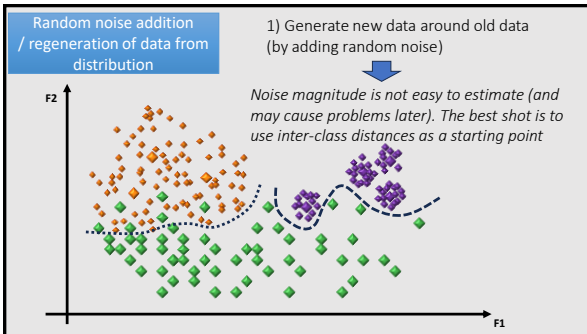 Random noise addition
/ regeneration of data from
distribution
1) Generate new data around old data
(by adding random noise)
Noise magnitude is not easy to estimate (and
may cause problems later). The best shot is to
use inter-class distances as a starting point
F2
F1